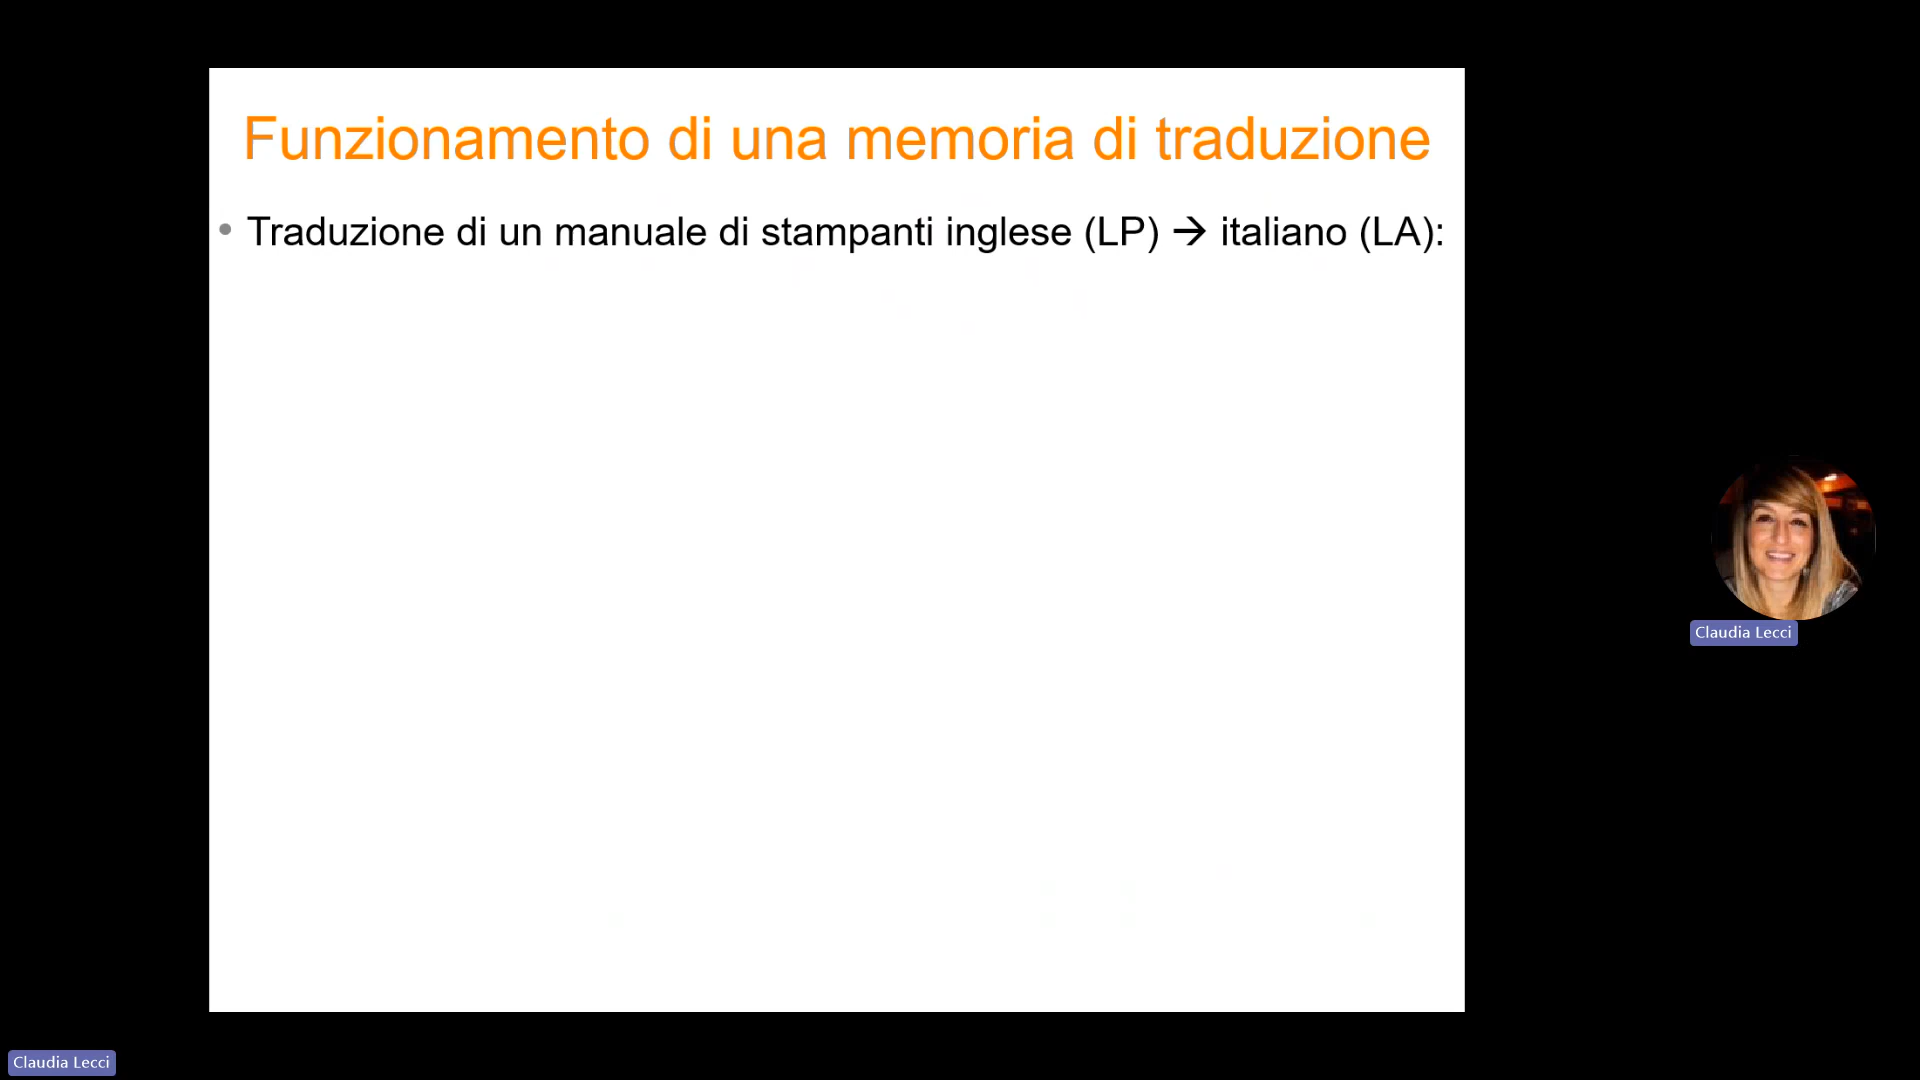 Funzionamento di una memoria di traduzione
• Traduzione di un manuale di stampanti inglese (LP) → italiano (LA):
Claudia Lecci
Claudia Lecci